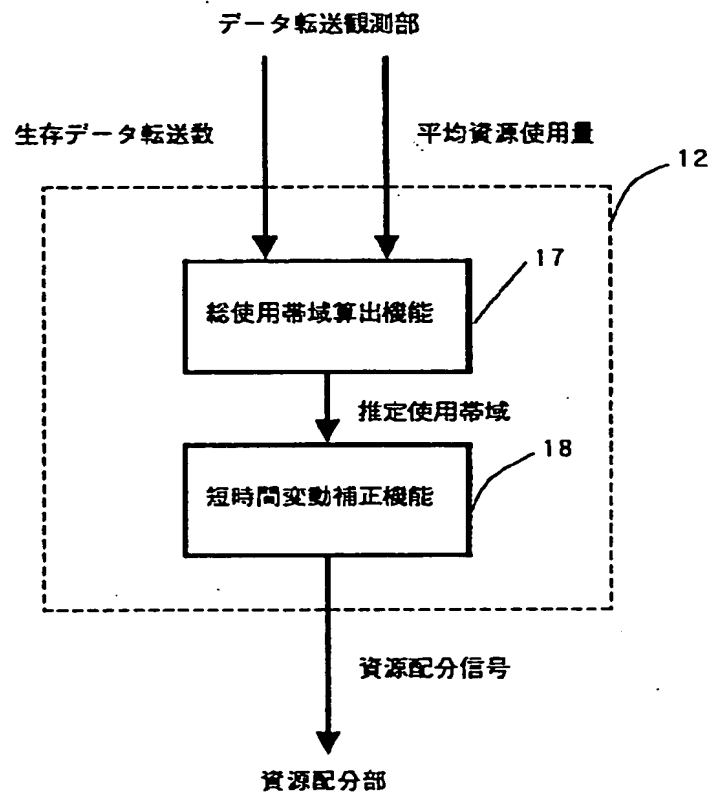 データ転送観測部
生存データ転送数
平均資源使用量
12
17
総使用帯域算出機能
推定使用帯域
18
短時間変動補正機能
資源配分信号
資源配分部